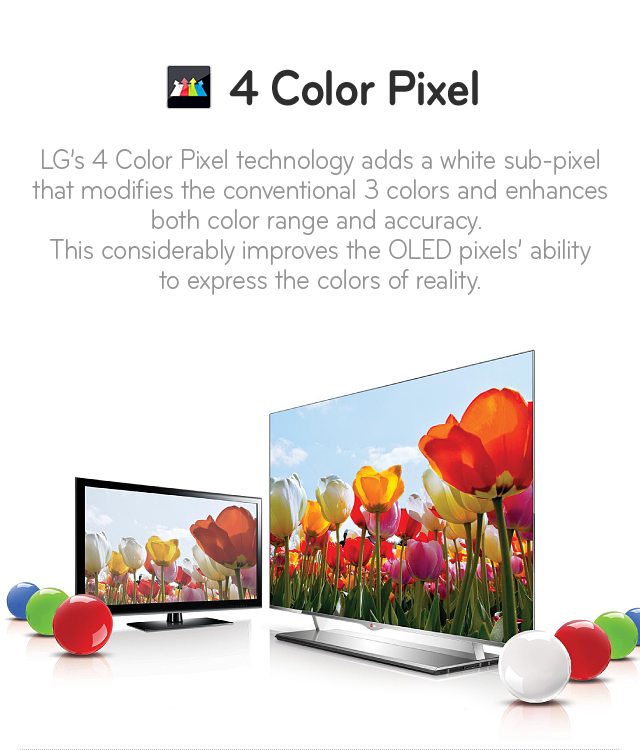 4 Color Pixel
LG's 4 Color Pixel technology adds a white sub-pixel
that modifies the conventional 3 colors and enhances
both color range and accuracy.
This considerably improves the OLED pixels' ability
to express the colors of reality.